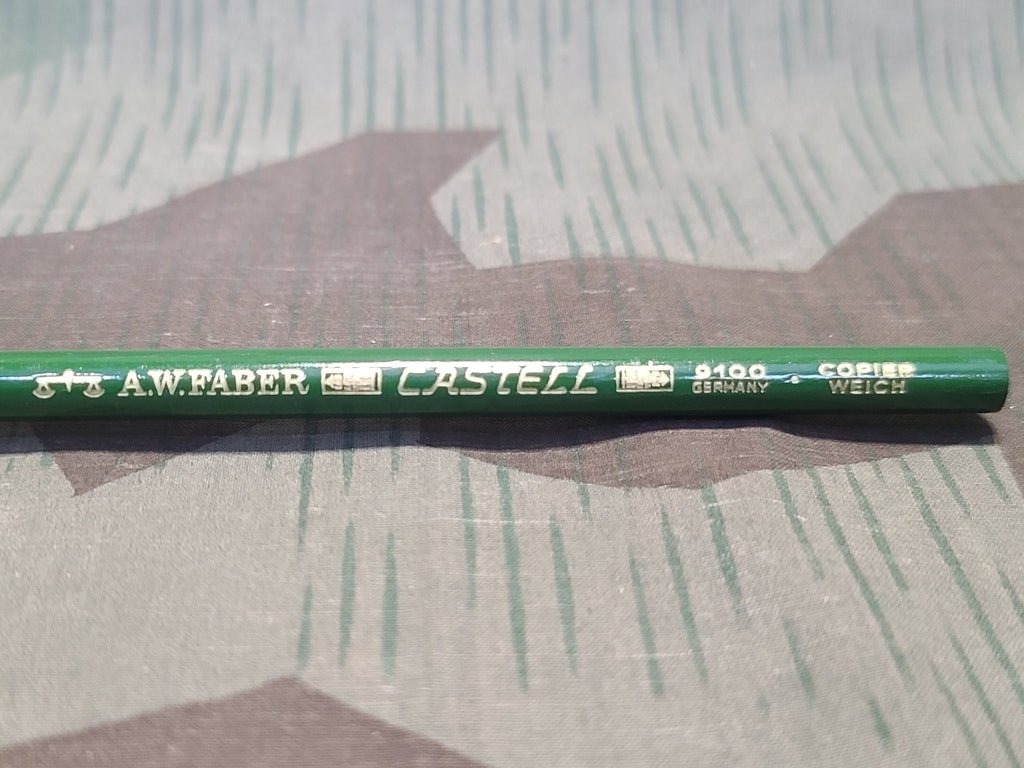 A.W.FABER CASTELL 9100 COPIER
GERMANY WEICH